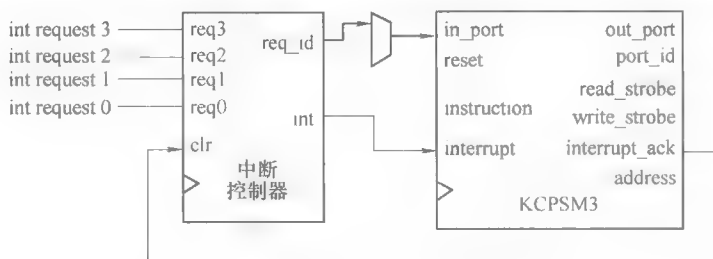 int request 3
int request 2
int request 1
int request 0
req3
req2
req1
req0
clr
req_id
int
中断
控制器
in_port
reset
instruction
interrupt
out_port
port_id
read_strobe
write_strobe
interrupt_ack
address
KCPSM3